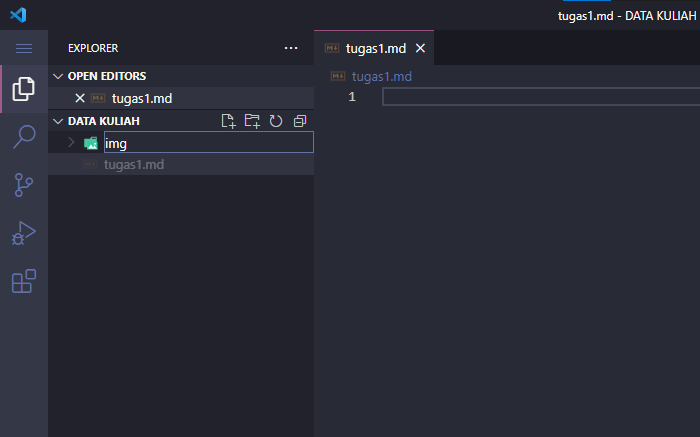 tugas1.md - DATA KULIAH
EXPLORER
OPEN EDITORS
tugas1.md
DATA KULIAH
img
tugas1.md
tugas1.md
tugas1.md
1